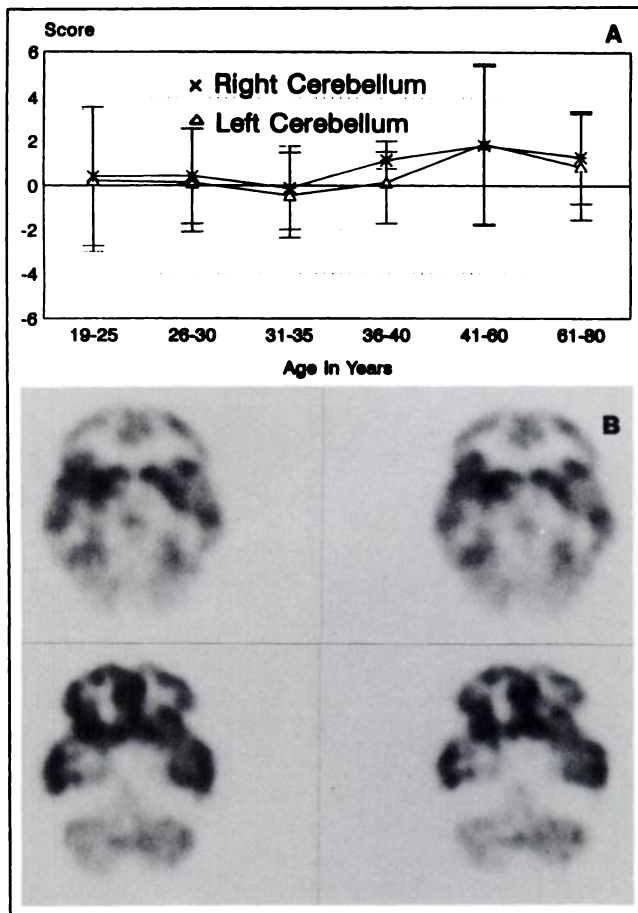 Score
A
6
Right Cerebellum
4
Left Cerebellum
2
0
-2
-4
-6
19-25 26-30 31-35 36-40 41-60 61-80
Age in Years
B